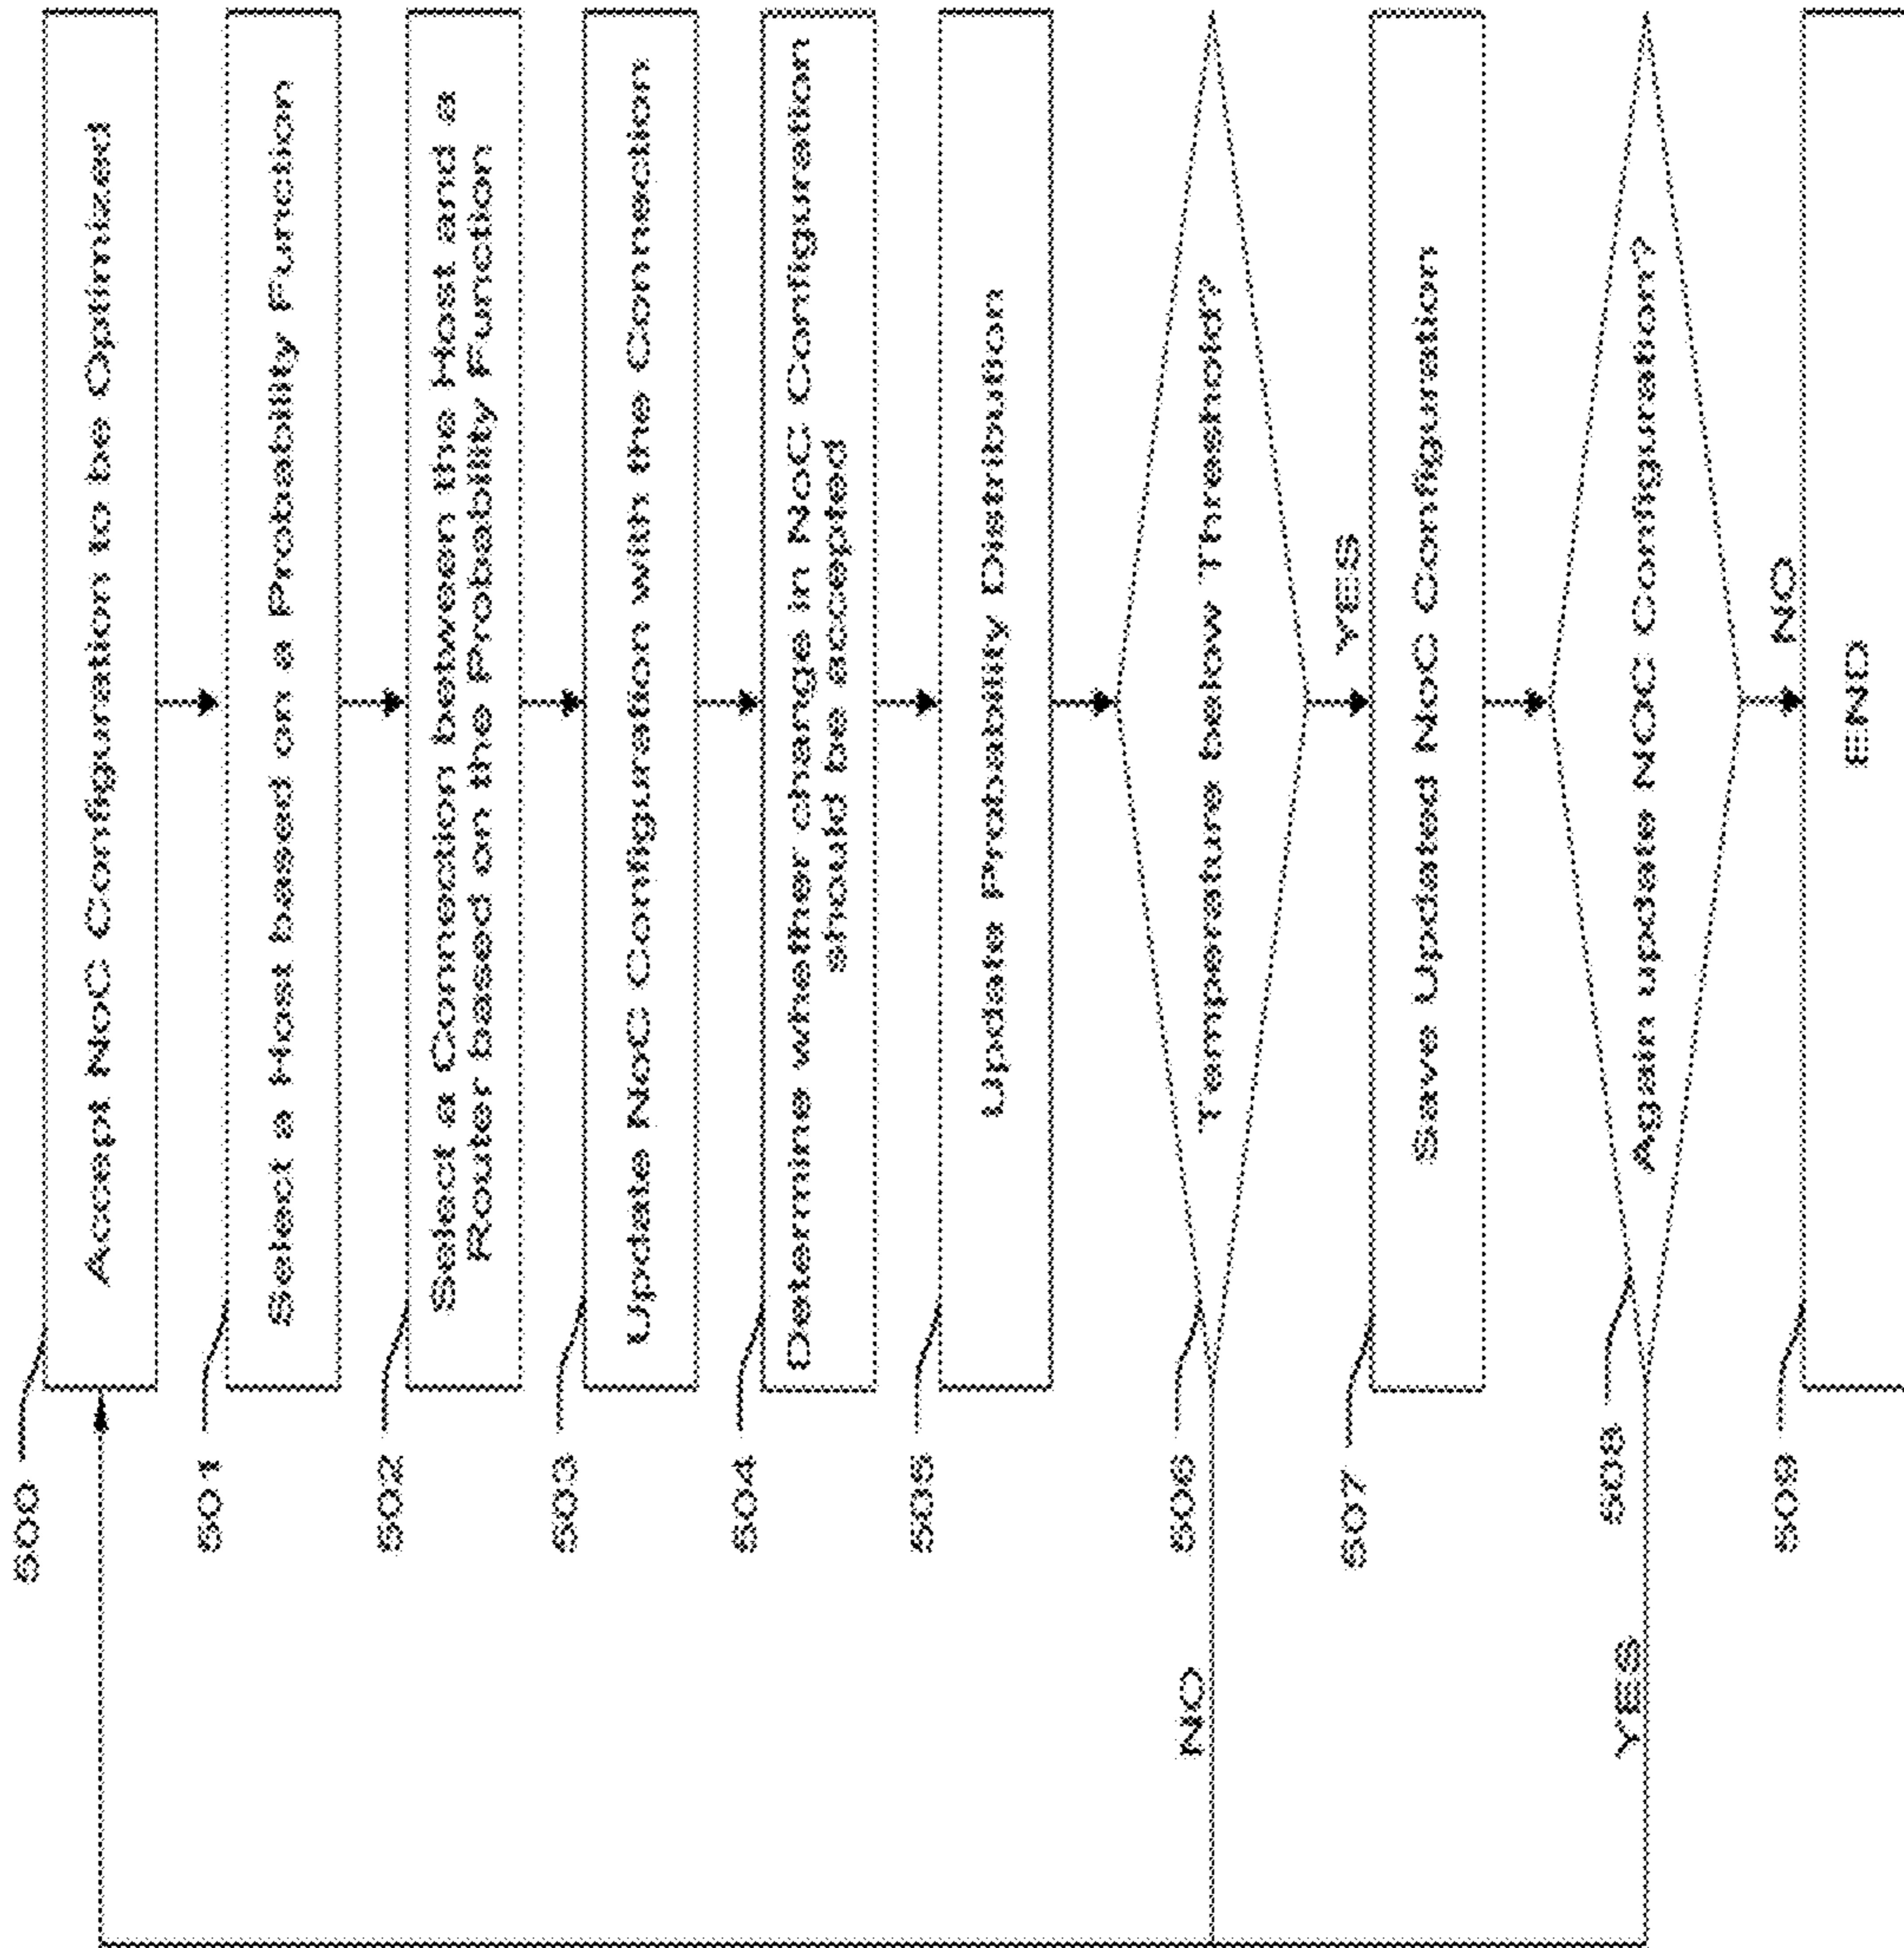 500
Accept NoC Configuration to be Optimized
501
Select a Host based on a Probability Function
502
Select a Connection between the Host and a
Router based on the Probability Function
503
Update NoC Configuration with the Connection
504
Determine whether change in NoC Configuration
should be accepted
505
Update Probability Distribution
506
Temperature below Threshold?
NO
YES
507
Save Updated NoC Configuration
508
Again update NOC Configuration?
YES
NO
509
END